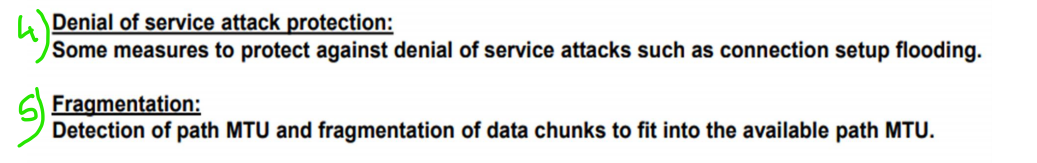 4) Denial of service attack protection:
Some measures to protect against denial of service attacks such as connection setup flooding.
5) Fragmentation:
Detection of path MTU and fragmentation of data chunks to fit into the available path MTU.